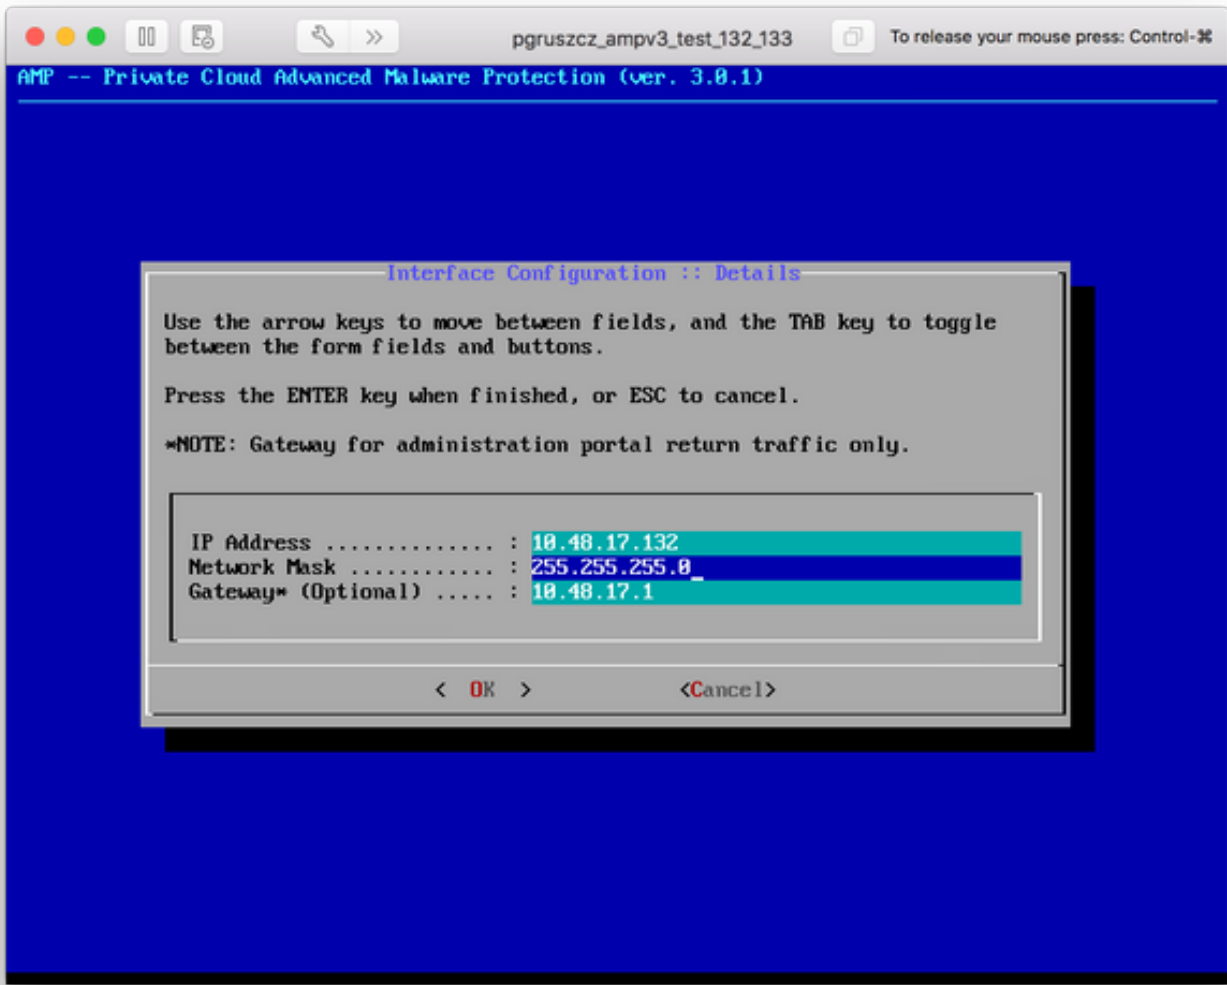 pgruszcz_ampv3_test_132_133
To release your mouse press: Control-⌘
AMP -- Private Cloud Advanced Malware Protection (ver. 3.0.1)
Interface Configuration :: Details
Use the arrow keys to move between fields, and the TAB key to toggle
between the form fields and buttons.
Press the ENTER key when finished, or ESC to cancel.
*NOTE: Gateway for administration portal return traffic only.
IP Address .............. : 10.48.17.132
Network Mask ............ : 255.255.255.0_
Gateway* (Optional) ..... : 10.48.17.1
< OK > <Cancel>